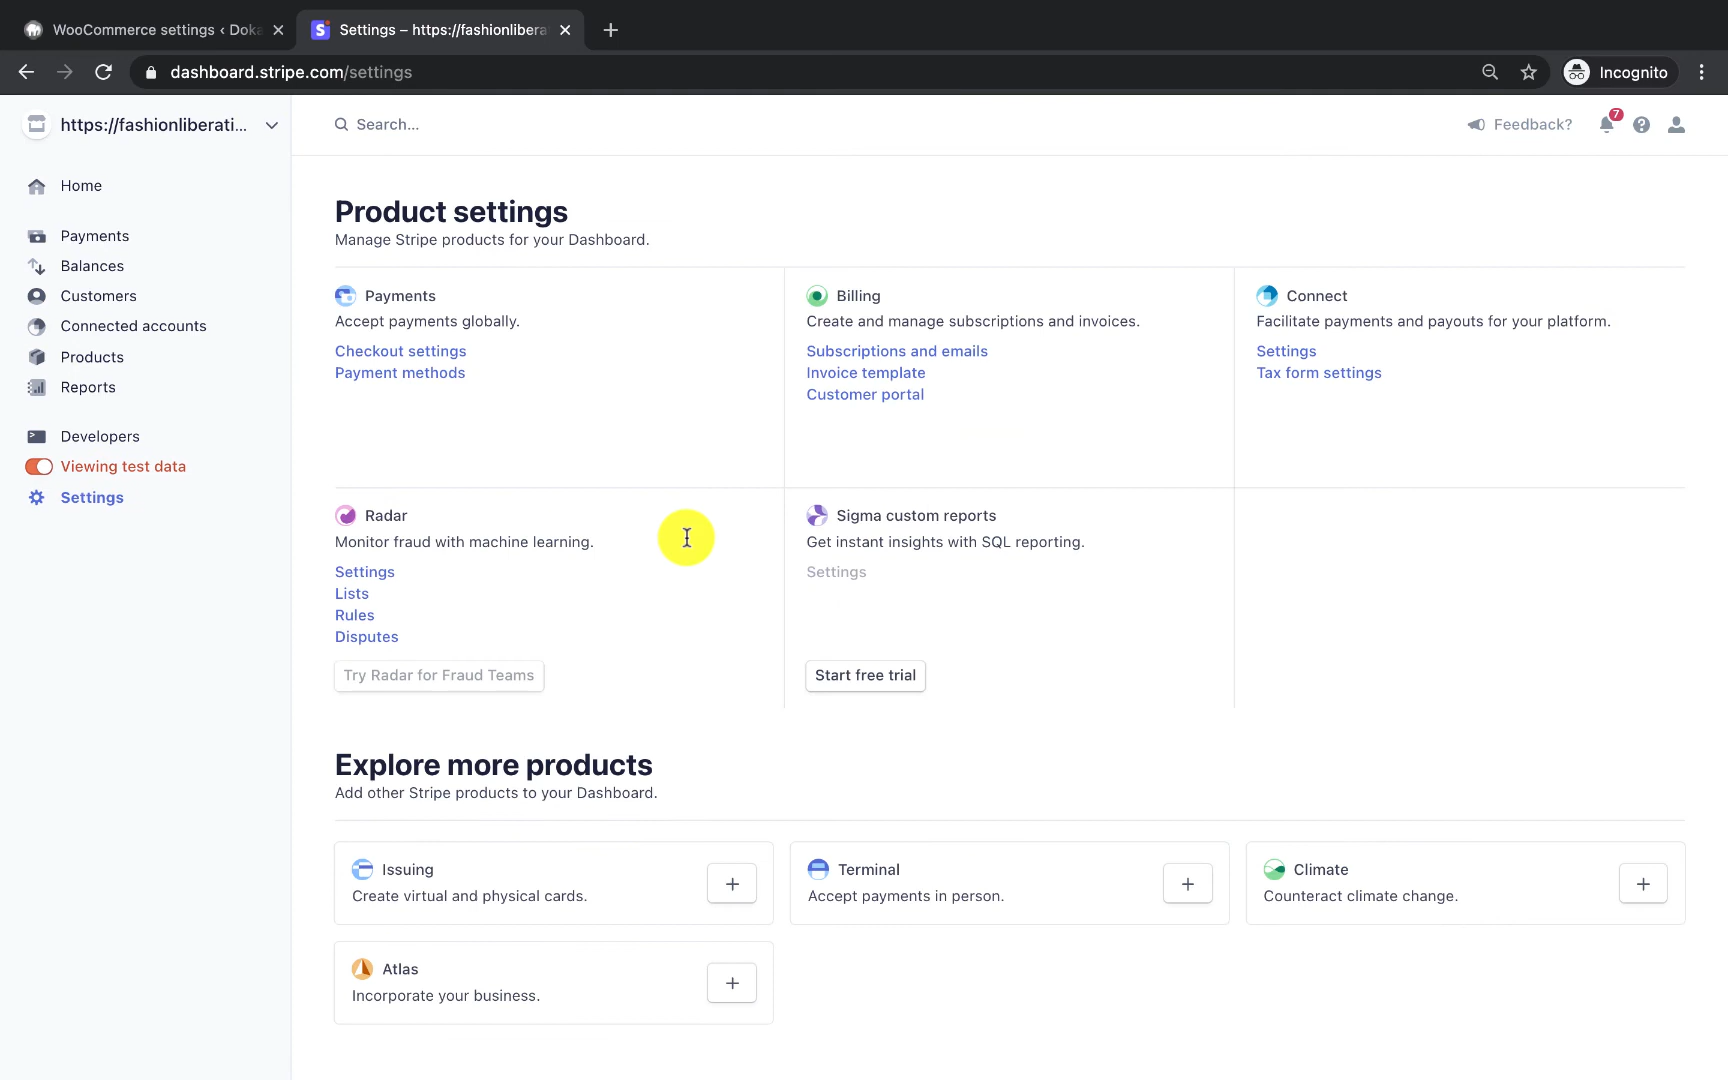 WooCommerce settings ‹ Doka
Settings – https://fashionlibera
dashboard.stripe.com/settings
Incognito
https://fashionliberati...
Search...
Feedback?
7
Home
Payments
Balances
Customers
Connected accounts
Products
Reports
Developers
Viewing test data
Settings
Product settings
Manage Stripe products for your Dashboard.
Payments
Accept payments globally.
Checkout settings
Payment methods
Billing
Create and manage subscriptions and invoices.
Subscriptions and emails
Invoice template
Customer portal
Connect
Facilitate payments and payouts for your platform.
Settings
Tax form settings
Radar
Monitor fraud with machine learning.
Settings
Lists
Rules
Disputes
Try Radar for Fraud Teams
Sigma custom reports
Get instant insights with SQL reporting.
Settings
Start free trial
Explore more products
Add other Stripe products to your Dashboard.
Issuing
Create virtual and physical cards.
Terminal
Accept payments in person.
Climate
Counteract climate change.
Atlas
Incorporate your business.